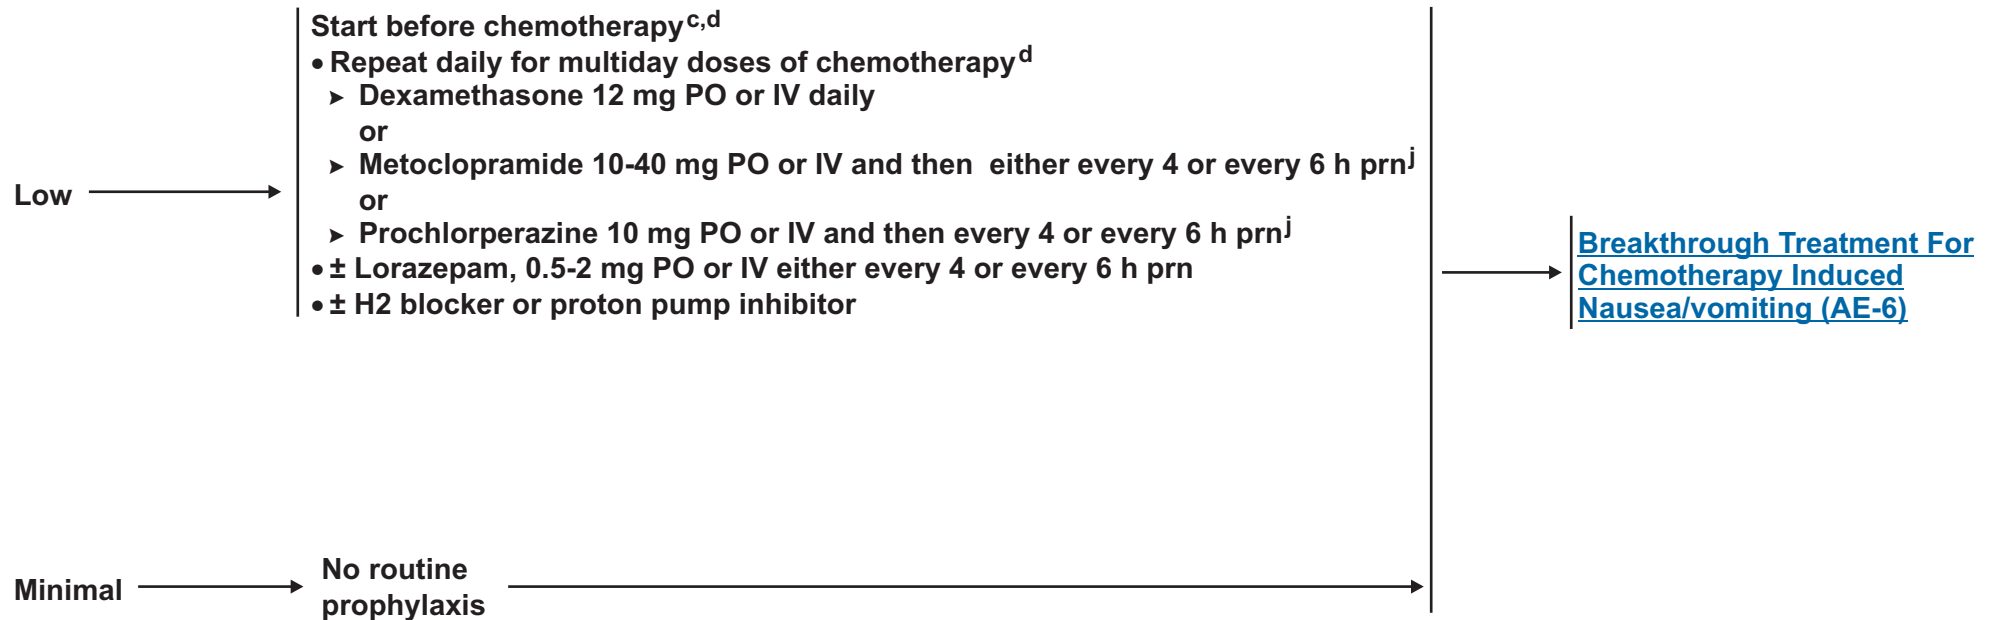 Start before chemotherapy c,d
• Repeat daily for multiday doses of chemotherapy d
➤ Dexamethasone 12 mg PO or IV daily
or
➤ Metoclopramide 10-40 mg PO or IV and then either every 4 or every 6 h prn j
or
➤ Prochlorperazine 10 mg PO or IV and then every 4 or every 6 h prn j
• ± Lorazepam, 0.5-2 mg PO or IV either every 4 or every 6 h prn
• ± H2 blocker or proton pump inhibitor
Low
Breakthrough Treatment For
Chemotherapy Induced
Nausea/vomiting (AE-6)
Minimal
No routine
prophylaxis